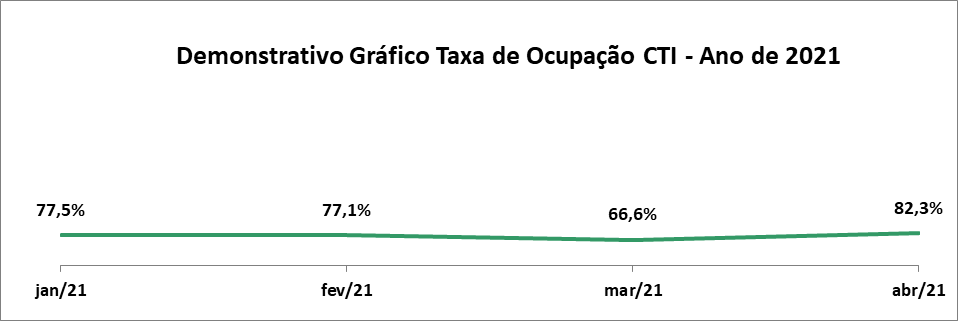 Demonstrativo Gráfico Taxa de Ocupação CTI - Ano de 2021
77,5%
77,1%
66,6%
82,3%
jan/21
fev/21
mar/21
abr/21